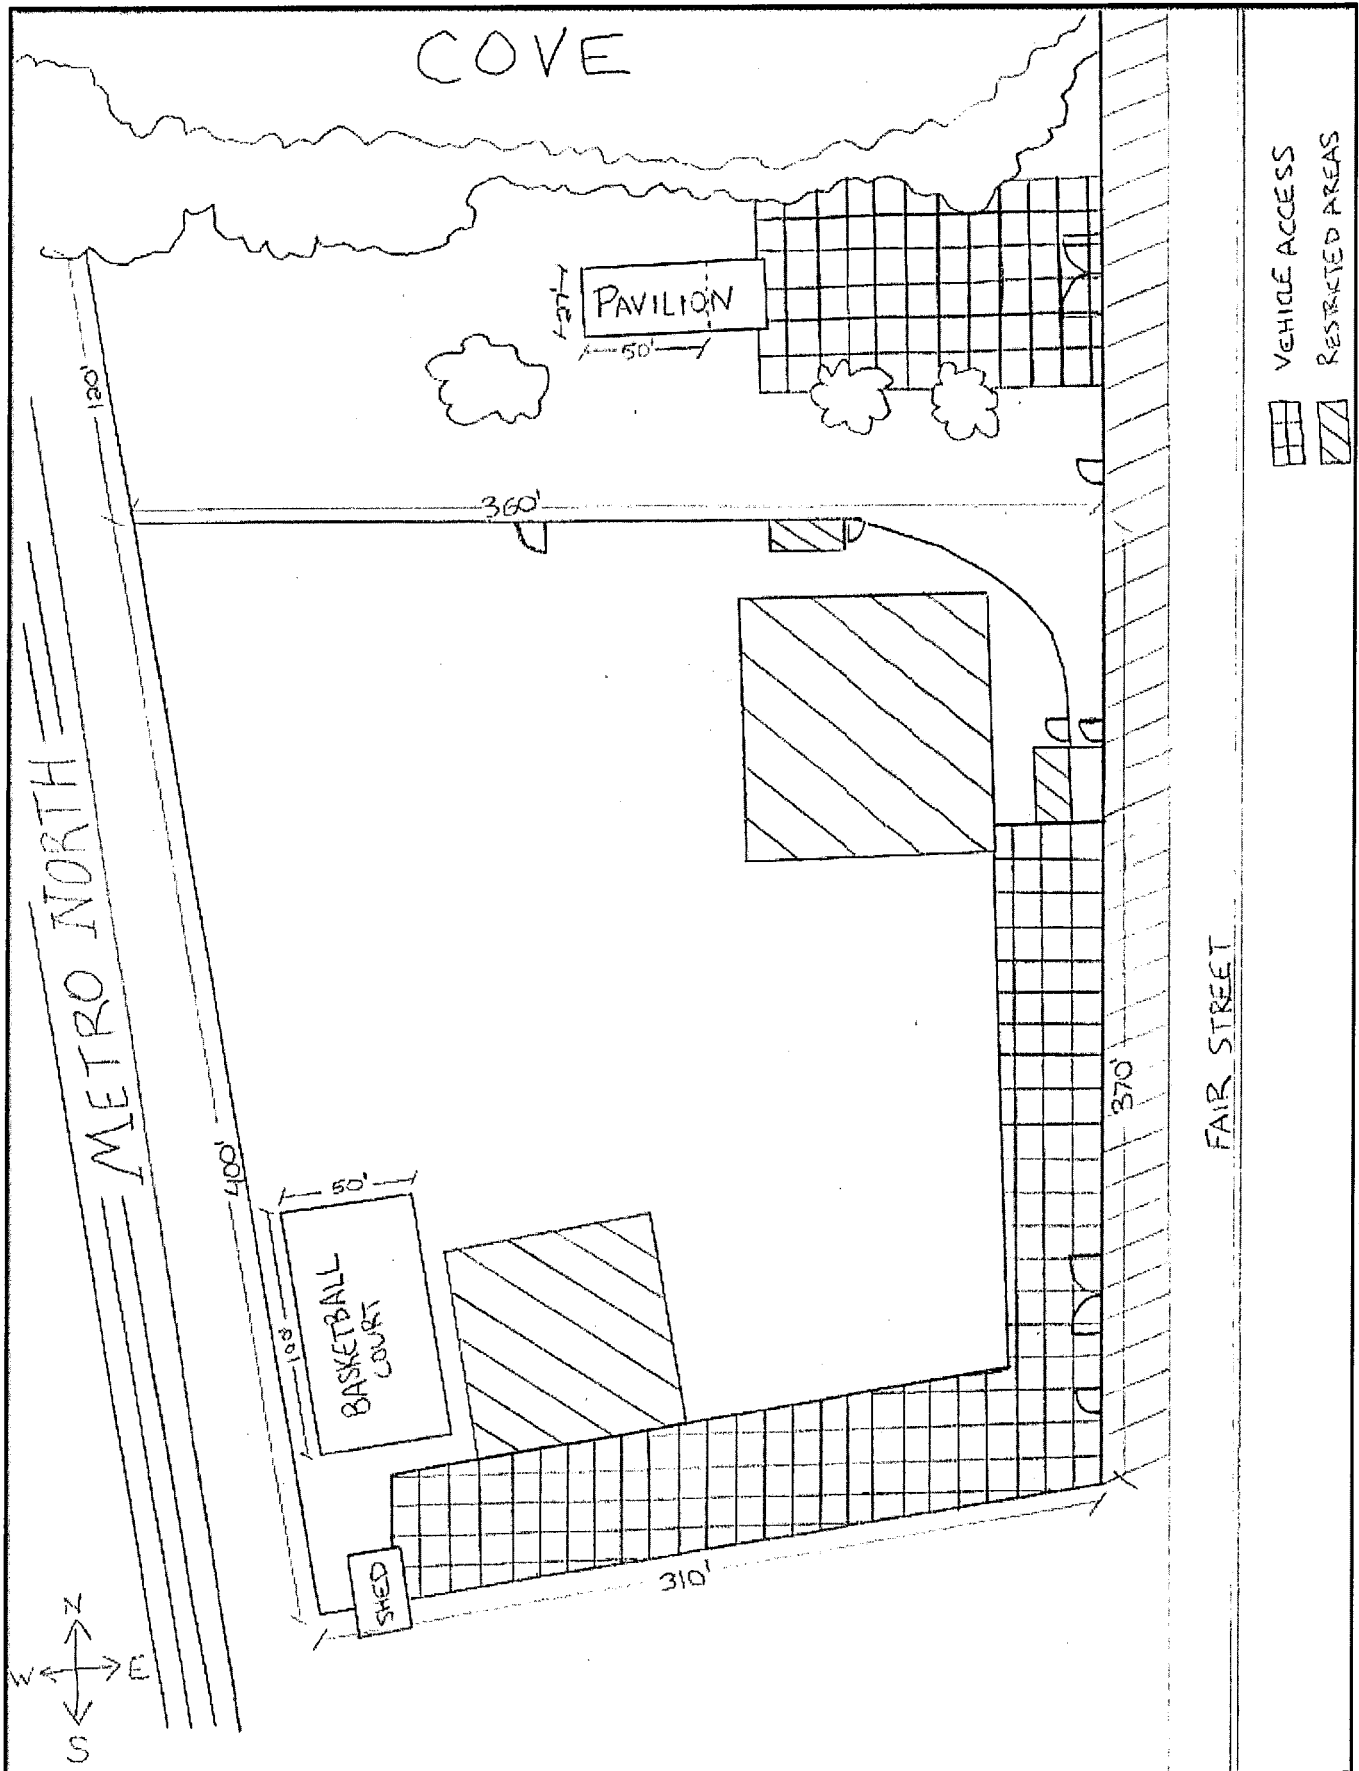 COVE
PAVILION
27'
50'
120'
360'
METRO NORTH
400'
50'
100'
BASKETBALL
COURT
SHED
310'
370'
FAIR STREET
VEHICLE ACCESS
RESTRICTED AREAS
W
N
E
S